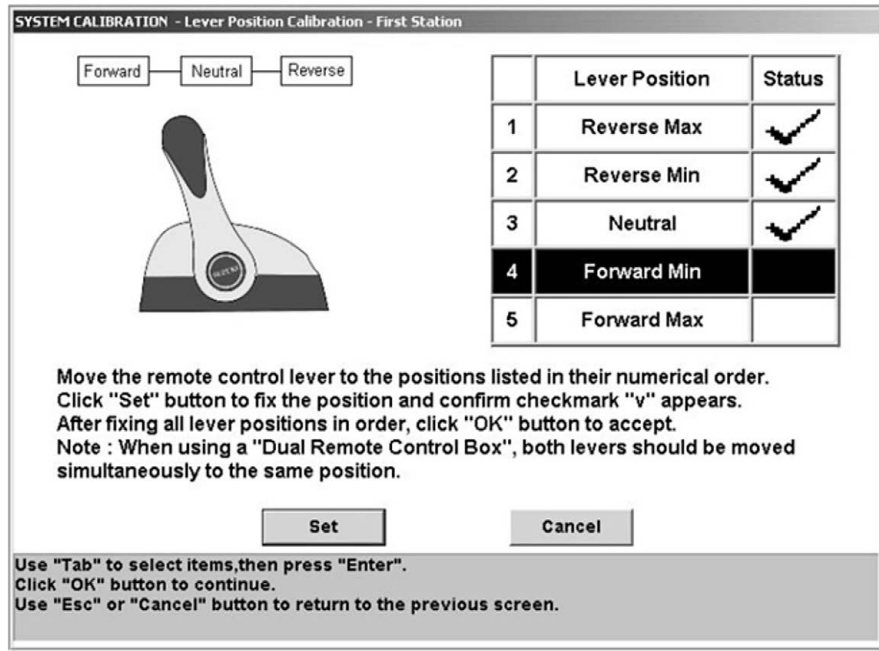 SYSTEM CALIBRATION - Lever Position Calibration - First Station
Forward Neutral Reverse
Lever Position Status
1 Reverse Max
2 Reverse Min
3 Neutral
4 Forward Min
5 Forward Max
Move the remote control lever to the positions listed in their numerical order.
Click "Set" button to fix the position and confirm checkmark "v" appears.
After fixing all lever positions in order, click "OK" button to accept.
Note : When using a "Dual Remote Control Box", both levers should be moved
simultaneously to the same position.
Set Cancel
Use "Tab" to select items,then press "Enter".
Click "OK" button to continue.
Use "Esc" or "Cancel" button to return to the previous screen.